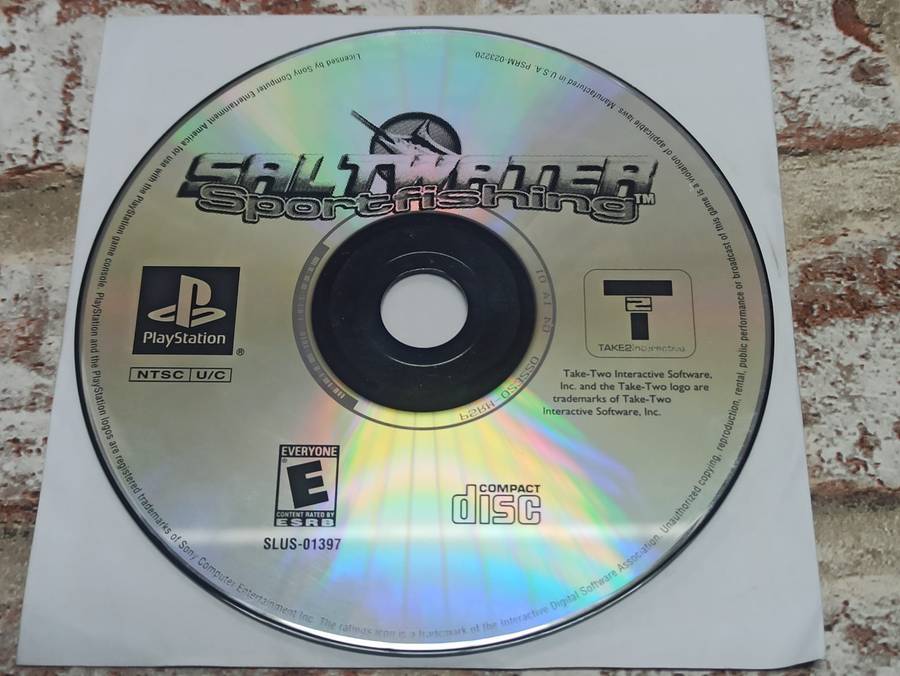 SALTWATER
Sportfishing™
PlayStation®
NTSC U/C
T2
TAKE2Interactive
Take-Two Interactive Software,
Inc. and the Take-Two logo are
trademarks of Take-Two
Interactive Software, Inc.
EVERYONE
E
®
CONTENT RATED BY
ESRB
SLUS-01397
COMPACT
disc
Licensed by Sony Computer Entertainment America for use with the PlayStation game console. PlayStation and the PlayStation logos are registered trademarks of Sony Computer Entertainment Inc. The ratings icon is a trademark of the Interactive Digital Software Association. Unauthorized copying, reproduction, rental, public performance or broadcast of this game is a violation of applicable laws. Manufactured in U.S.A. PSRM-023220